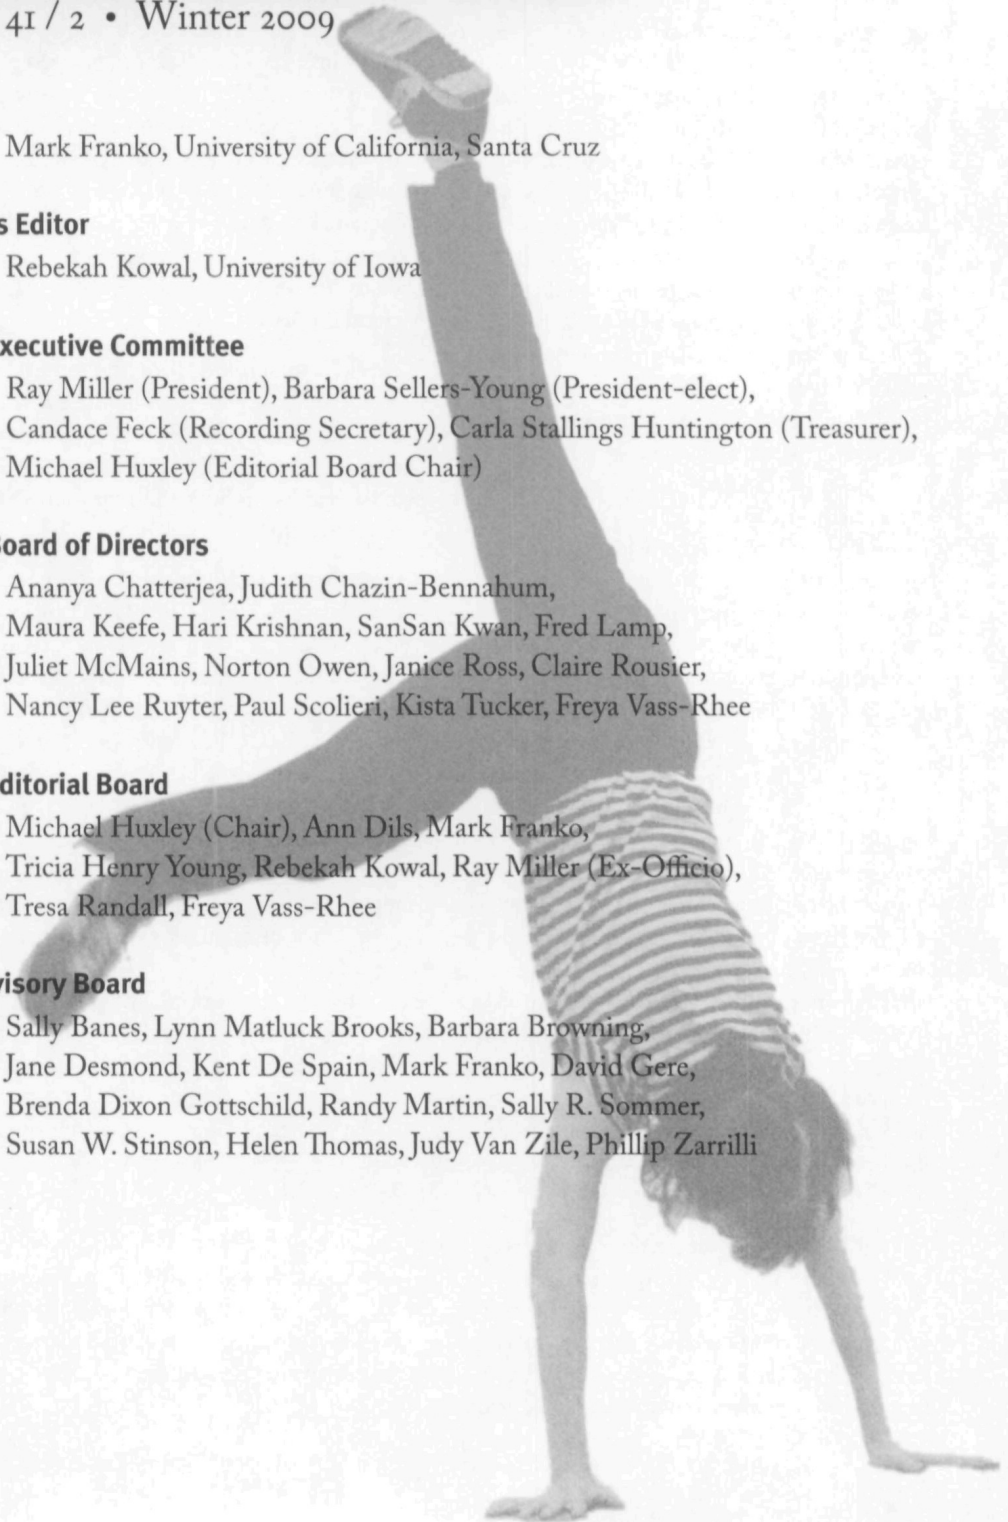 41 / 2 • Winter 2009
Mark Franko, University of California, Santa Cruz
s Editor
Rebekah Kowal, University of Iowa
xecutive Committee
Ray Miller (President), Barbara Sellers-Young (President-elect),
Candace Feck (Recording Secretary), Carla Stallings Huntington (Treasurer),
Michael Huxley (Editorial Board Chair)
oard of Directors
Ananya Chatterjea, Judith Chazin-Bennahum,
Maura Keefe, Hari Krishnan, SanSan Kwan, Fred Lamp,
Juliet McMains, Norton Owen, Janice Ross, Claire Rousier,
Nancy Lee Ruyter, Paul Scolieri, Kista Tucker, Freya Vass-Rhee
ditorial Board
Michael Huxley (Chair), Ann Dils, Mark Franko,
Tricia Henry Young, Rebekah Kowal, Ray Miller (Ex-Officio),
Tresa Randall, Freya Vass-Rhee
visory Board
Sally Banes, Lynn Matluck Brooks, Barbara Browning,
Jane Desmond, Kent De Spain, Mark Franko, David Gere,
Brenda Dixon Gottschild, Randy Martin, Sally R. Sommer,
Susan W. Stinson, Helen Thomas, Judy Van Zile, Phillip Zarrilli